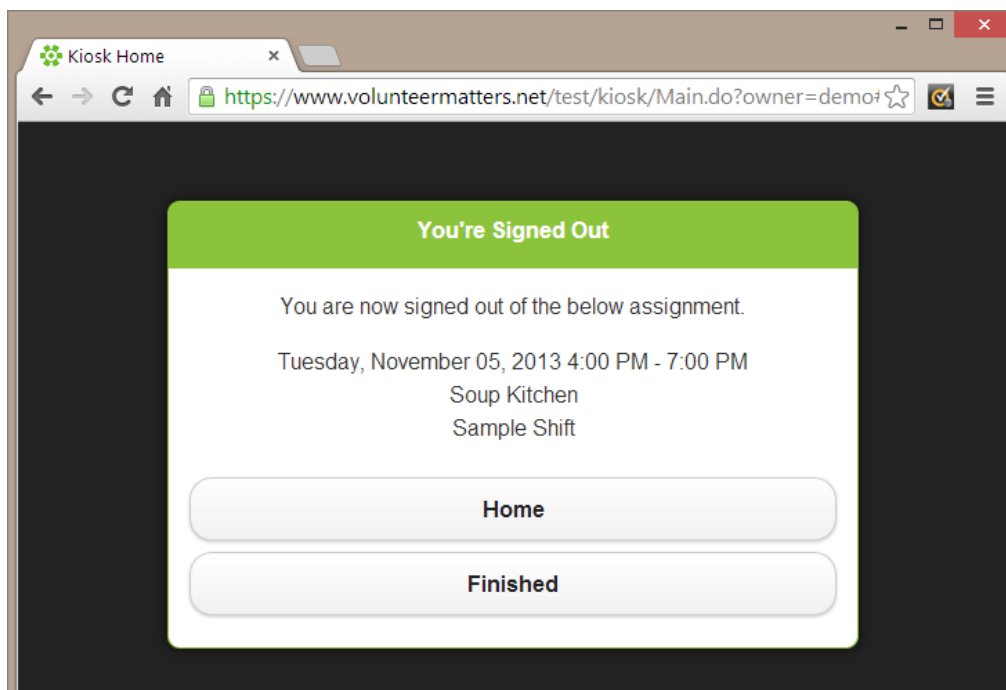 Kiosk Home
https://www.volunteermatters.net/test/kiosk/Main.do?owner=demo
You're Signed Out
You are now signed out of the below assignment.
Tuesday, November 05, 2013 4:00 PM - 7:00 PM
Soup Kitchen
Sample Shift
Home
Finished